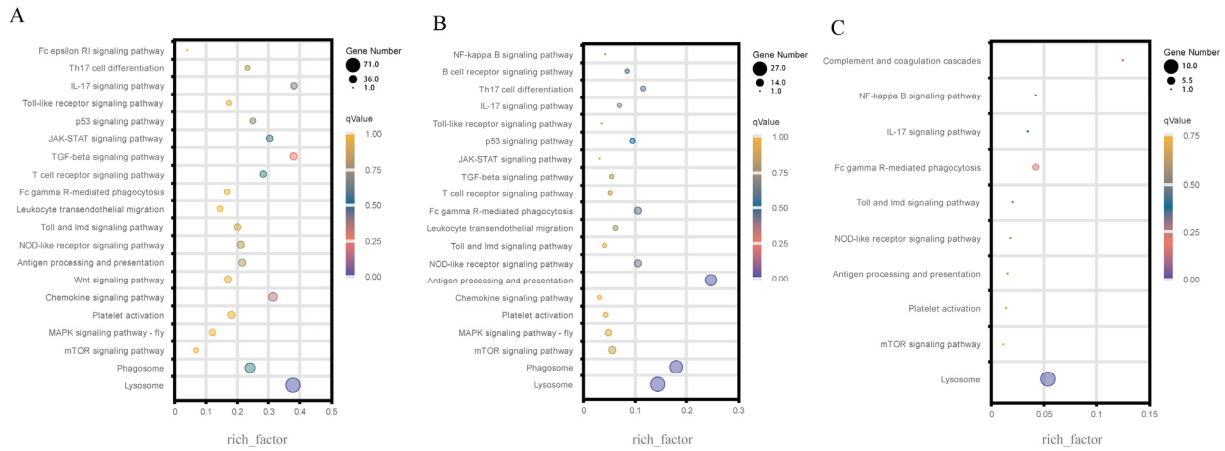 A
Fc epsilon RI signaling pathway
Th17 cell differentiation
IL-17 signaling pathway
Toll-like receptor signaling pathway
p53 signaling pathway
JAK-STAT signaling pathway
TGF-beta signaling pathway
T cell receptor signaling pathway
Fc gamma R-mediated phagocytosis
Leukocyte transendothelial migration
Toll and Imd signaling pathway
NOD-like receptor signaling pathway
Antigen processing and presentation
Wnt signaling pathway
Chemokine signaling pathway
Platelet activation
MAPK signaling pathway - fly
mTOR signaling pathway
Phagosome
Lysosome
0 0.1 0.2 0.3 0.4 0.5
rich_factor
Gene Number
71.0
36.0
1.0
qValue
1.00
0.75
0.50
0.25
0.00
B
NF-kappa B signaling pathway
B cell receptor signaling pathway
Th17 cell differentiation
IL-17 signaling pathway
Toll-like receptor signaling pathway
p53 signaling pathway
JAK-STAT signaling pathway
TGF-beta signaling pathway
T cell receptor signaling pathway
Fc gamma R-mediated phagocytosis
Leukocyte transendothelial migration
Toll and Imd signaling pathway
NOD-like receptor signaling pathway
Antigen processing and presentation
Chemokine signaling pathway
Platelet activation
MAPK signaling pathway - fly
mTOR signaling pathway
Phagosome
Lysosome
0 0.1 0.2 0.3
rich_factor
Gene Number
27.0
14.0
1.0
qValue
1.00
0.75
0.50
0.25
0.00
C
Complement and coagulation cascades
NF-kappa B signaling pathway
IL-17 signaling pathway
Fc gamma R-mediated phagocytosis
Toll and Imd signaling pathway
NOD-like receptor signaling pathway
Antigen processing and presentation
Platelet activation
mTOR signaling pathway
Lysosome
0 0.05 0.1 0.15
rich_factor
Gene Number
10.0
5.5
1.0
qValue
0.75
0.50
0.25
0.00